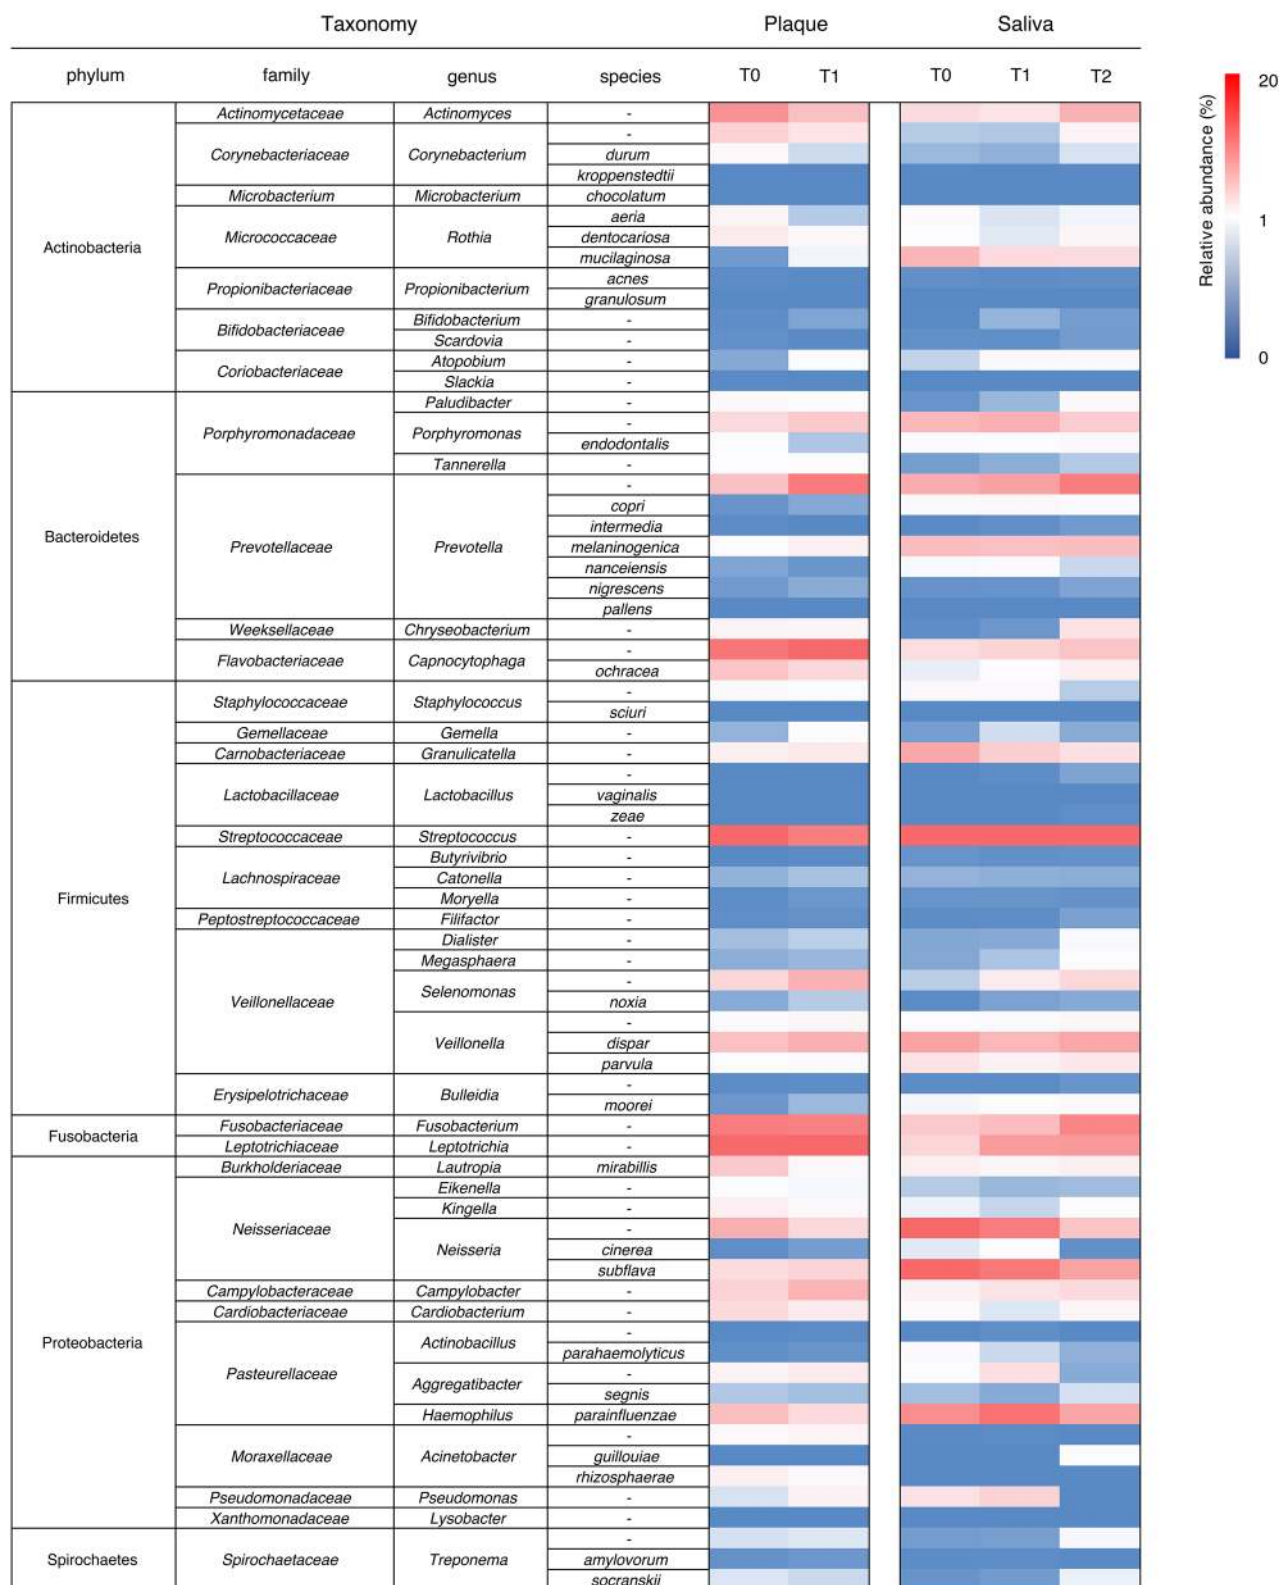 Taxonomy Plaque Saliva
phylum family genus species T0 T1 T0 T1 T2
Actinobacteria
Actinomycetaceae Actinomyces -
Corynebacteriaceae Corynebacterium -
durum
kroppenstedtii
Microbacterium Microbacterium chocolatum
Micrococcaceae Rothia aeria
dentocariosa
mucilaginosa
Propionibacteriaceae Propionibacterium acnes
granulosum
Bifidobacteriaceae Bifidobacterium -
Scardovia -
Coriobacteriaceae Atopobium -
Slackia -
Bacteroidetes
Porphyromonadaceae Paludibacter -
Porphyromonas -
endodontalis
Tannerella -
Prevotellaceae Prevotella -
copri
intermedia
melaninogenica
nanceiensis
nigrescens
pallens
Weeksellaceae Chryseobacterium -
Flavobacteriaceae Capnocytophaga -
ochracea
Firmicutes
Staphylococcaceae Staphylococcus -
sciuri
Gemellaceae Gemella -
Carnobacteriaceae Granulicatella -
Lactobacillaceae Lactobacillus -
vaginalis
zeae
Streptococcaceae Streptococcus -
Lachnospiraceae Butyrivibrio -
Catonella -
Moryella -
Peptostreptococcaceae Filifactor -
Veillonellaceae Dialister -
Megasphaera -
Selenomonas -
noxia
Veillonella -
dispar
parvula
Erysipelotrichaceae Bulleidia -
moorei
Fusobacteria
Fusobacteriaceae Fusobacterium -
Leptotrichiaceae Leptotrichia -
Proteobacteria
Burkholderiaceae Lautropia mirabillis
Neisseriaceae Eikenella -
Kingella -
Neisseria -
cinerea
subflava
Campylobacteraceae Campylobacter -
Cardiobacteriaceae Cardiobacterium -
Pasteurellaceae Actinobacillus -
parahaemolyticus
Aggregatibacter -
segnis
Haemophilus parainfluenzae
Moraxellaceae Acinetobacter -
guillouiae
rhizosphaerae
Pseudomonadaceae Pseudomonas -
Xanthomonadaceae Lysobacter -
Spirochaetes
Spirochaetaceae Treponema -
amylovorum
socranskii
Relative abundance (%)
20
1
0